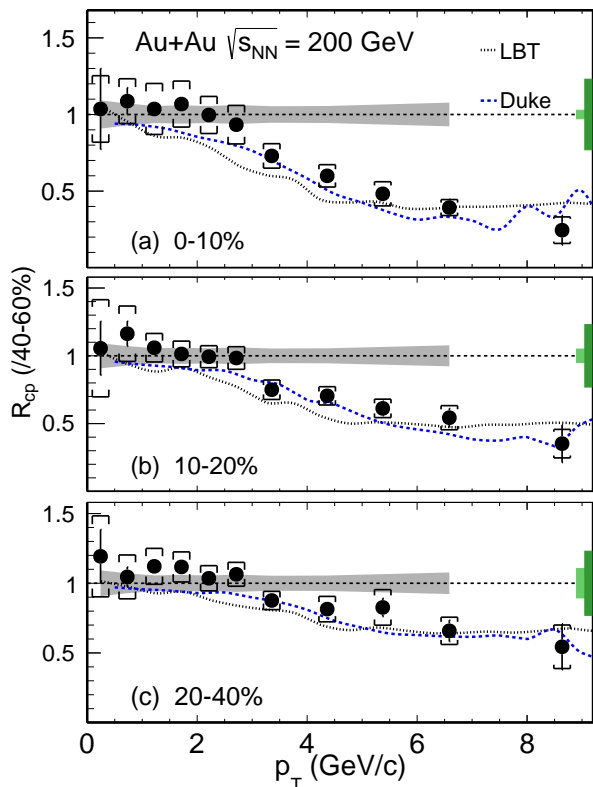 Au+Au √sNN = 200 GeV
LBT
Duke
1.5
1
0.5
(a) 0-10%
1.5
1
0.5
(b) 10-20%
1.5
1
0.5
(c) 20-40%
0 2 4 6 8
pT (GeV/c)
Rcp (/40-60%)